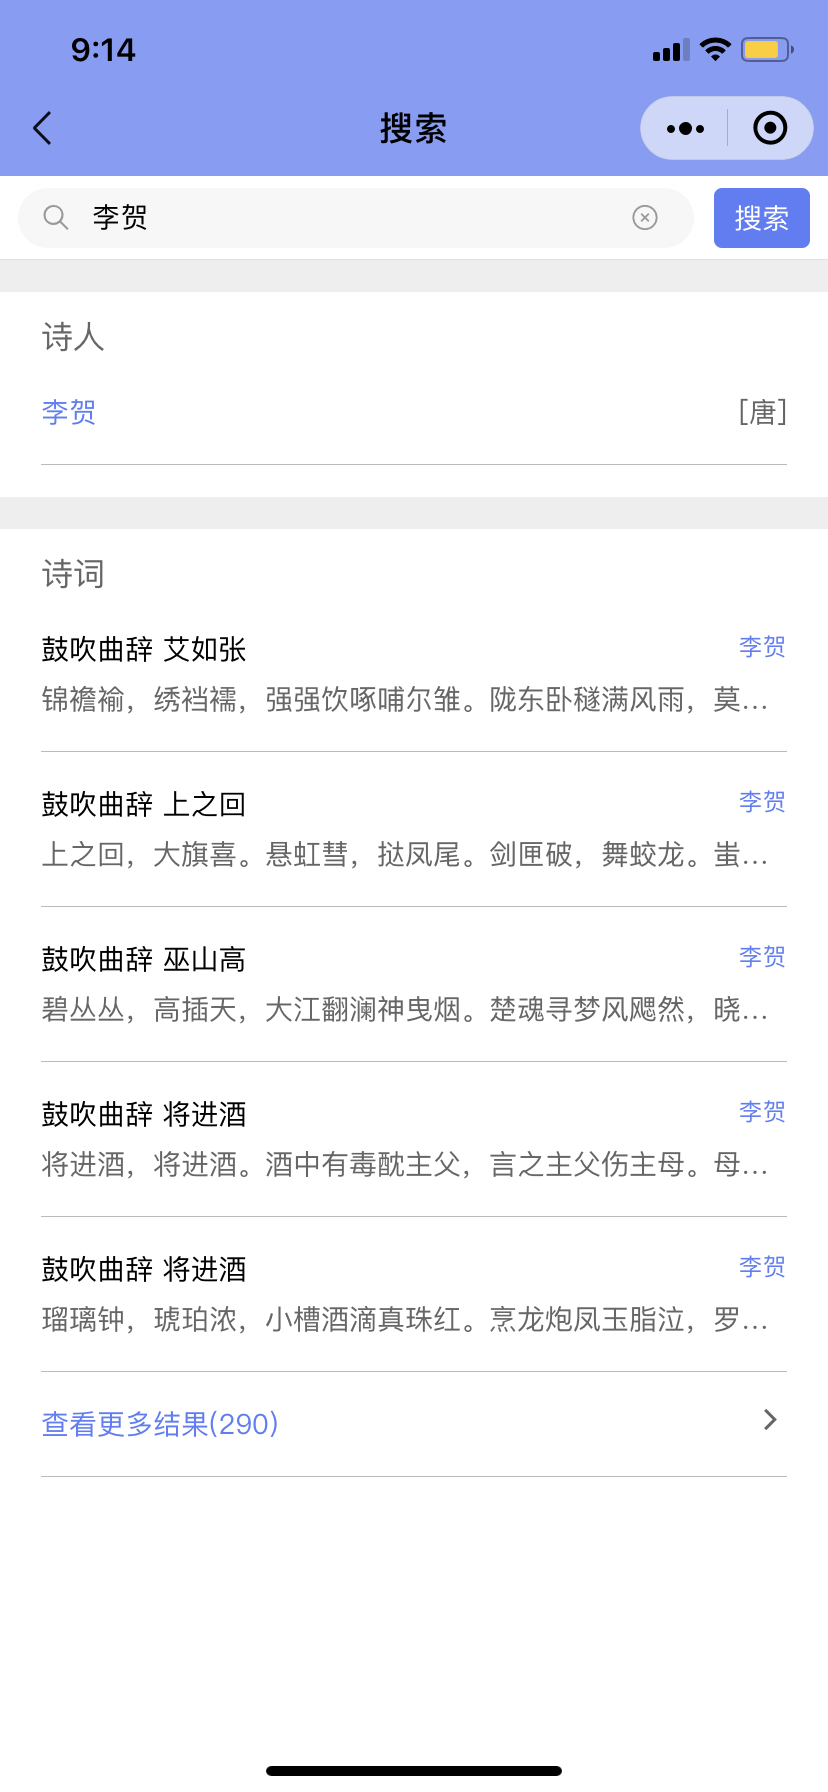 9:14
搜索
李贺
搜索
诗人
李贺 [唐]
诗词
鼓吹曲辞 艾如张 李贺
锦襜褕，绣裆襦，强强饮啄哺尔雏。陇东卧穟满风雨，莫...
鼓吹曲辞 上之回 李贺
上之回，大旗喜。悬虹彗，挞凤尾。剑匣破，舞蛟龙。蚩...
鼓吹曲辞 巫山高 李贺
碧丛丛，高插天，大江翻澜神曳烟。楚魂寻梦风飔然，晓...
鼓吹曲辞 将进酒 李贺
将进酒，将进酒。酒中有毒酖主父，言之主父伤主母。母...
鼓吹曲辞 将进酒 李贺
瑠璃钟，琥珀浓，小槽酒滴真珠红。烹龙炮凤玉脂泣，罗...
查看更多结果(290)